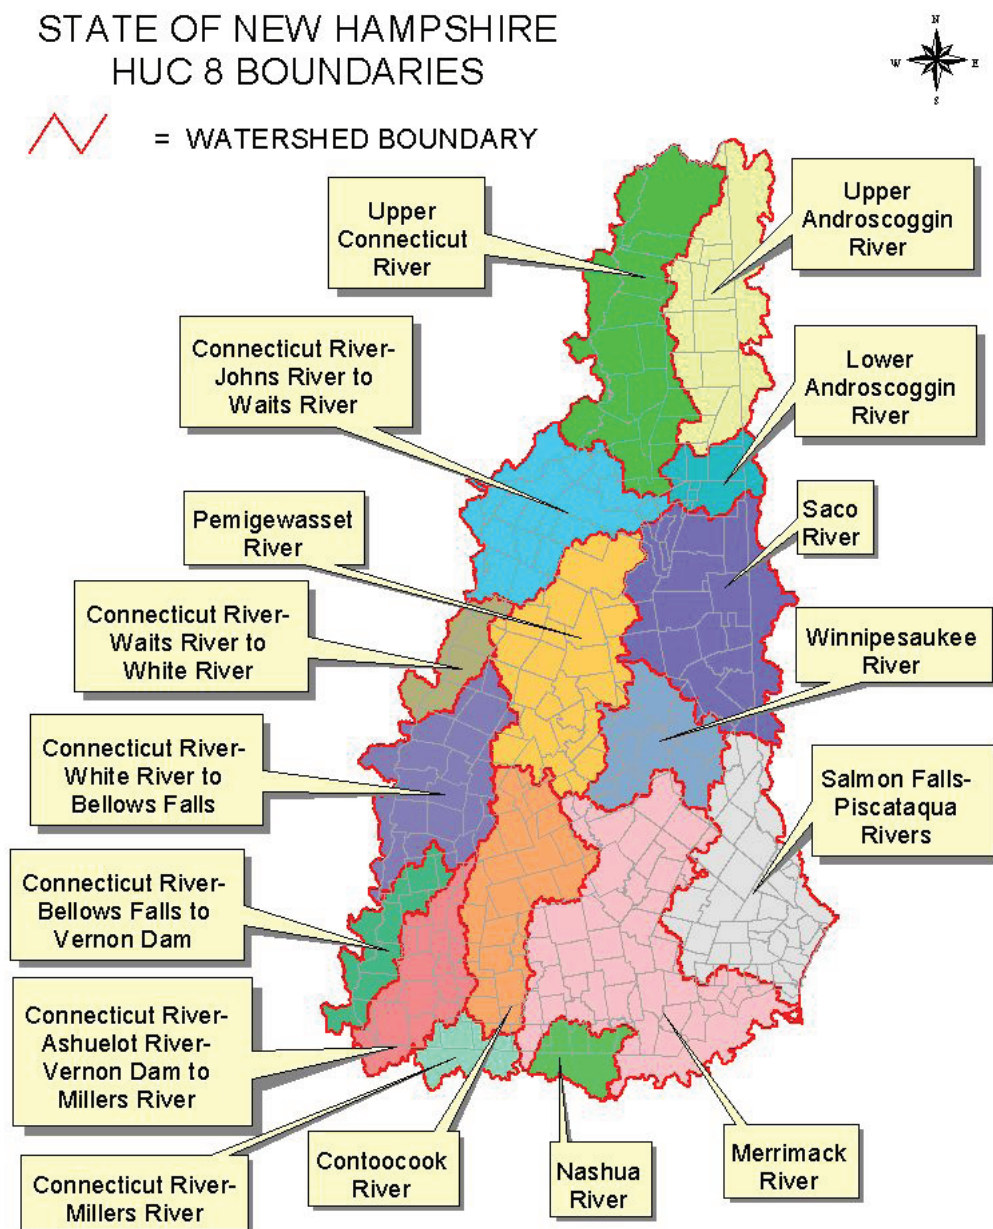 STATE OF NEW HAMPSHIRE
HUC 8 BOUNDARIES
N
W E
S
= WATERSHED BOUNDARY
Upper
Connecticut
River
Upper
Androscoggin
River
Connecticut River-
Johns River to
Waits River
Lower
Androscoggin
River
Pemigewasset
River
Saco
River
Connecticut River-
Waits River to
White River
Winnipesaukee
River
Connecticut River-
White River to
Bellows Falls
Salmon Falls-
Piscataqua
Rivers
Connecticut River-
Bellows Falls to
Vernon Dam
Connecticut River-
Ashuelot River-
Vernon Dam to
Millers River
Connecticut River-
Millers River
Contoocook
River
Nashua
River
Merrimack
River